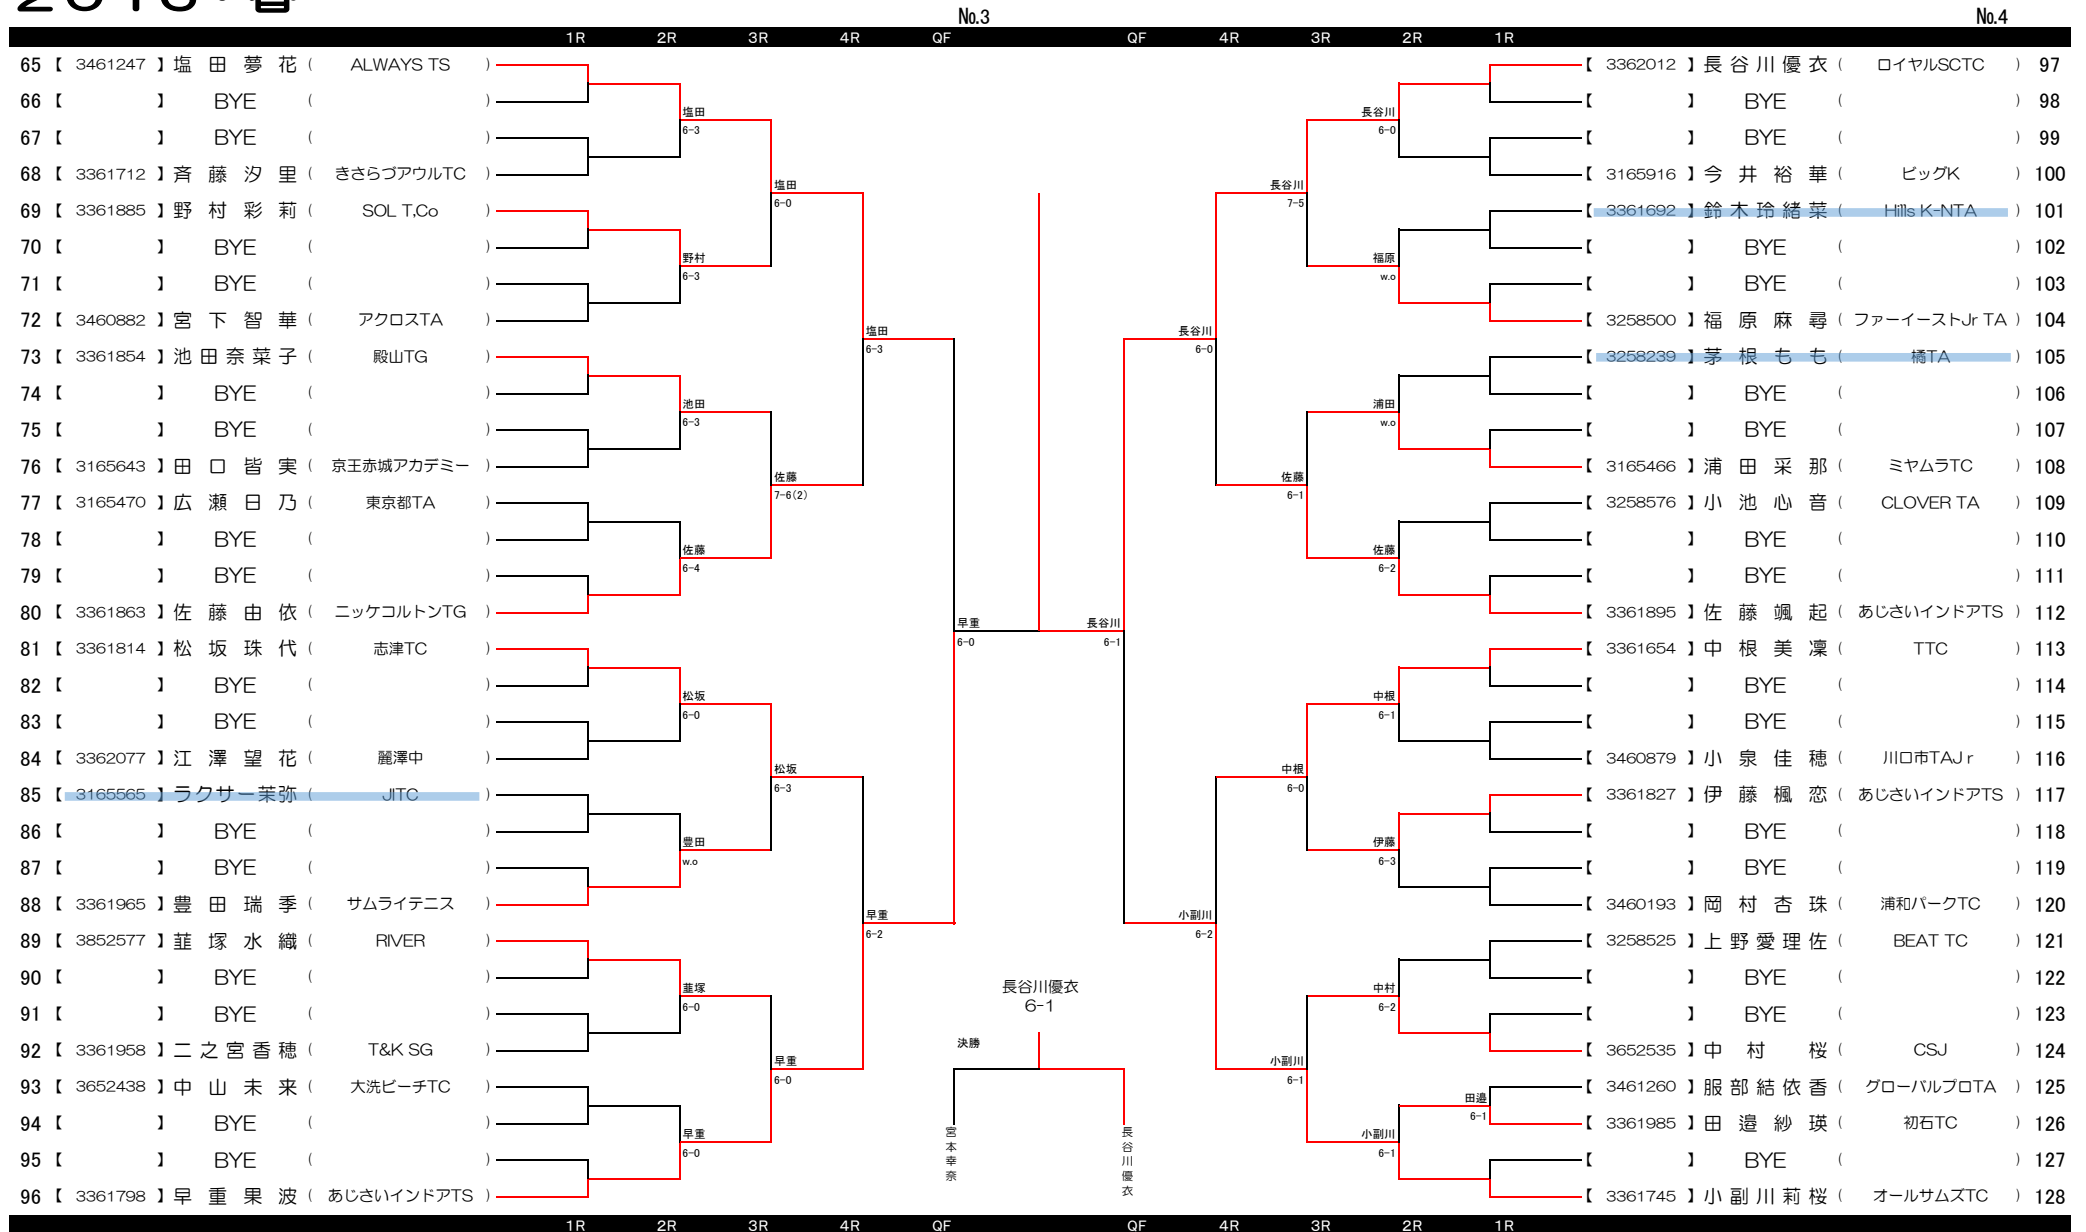 No.3
No.4
1R 2R 3R 4R QF QF 4R 3R 2R 1R
65 【 3461247 】 塩田夢花 ( ALWAYS TS )
66 【 】 BYE ( )
67 【 】 BYE ( )
68 【 3361712 】 斉藤汐里 ( きさらづアウルTC )
69 【 3361885 】 野村彩莉 ( SOL T,Co )
70 【 】 BYE ( )
71 【 】 BYE ( )
72 【 3460882 】 宮下智華 ( アクロスTA )
73 【 3361854 】 池田奈菜子 ( 殿山TG )
74 【 】 BYE ( )
75 【 】 BYE ( )
76 【 3165643 】 田口皆実 ( 京王赤城アカデミー )
77 【 3165470 】 広瀬日乃 ( 東京都TA )
78 【 】 BYE ( )
79 【 】 BYE ( )
80 【 3361863 】 佐藤由依 ( ニッケコルトンTG )
81 【 3361814 】 松坂珠代 ( 志津TC )
82 【 】 BYE ( )
83 【 】 BYE ( )
84 【 3362077 】 江澤望花 ( 麗澤中 )
85 【 3165565 】 ラクサー茉弥 ( JITC )
86 【 】 BYE ( )
87 【 】 BYE ( )
88 【 3361965 】 豊田瑞季 ( サムライテニス )
89 【 3852577 】 韮塚水織 ( RIVER )
90 【 】 BYE ( )
91 【 】 BYE ( )
92 【 3361958 】 二之宮香穂 ( T&K SG )
93 【 3652438 】 中山未来 ( 大洗ビーチTC )
94 【 】 BYE ( )
95 【 】 BYE ( )
96 【 3361798 】 早重果波 ( あじさいインドアTS )
塩田
6-3
野村
6-3
池田
6-3
佐藤
6-4
松坂
6-0
豊田
w.o
韮塚
6-0
早重
6-0
塩田
6-0
佐藤
7-6(2)
松坂
6-3
早重
6-0
塩田
6-3
早重
6-2
早重
6-0
長谷川
6-1
長谷川優衣
6-1
決勝
宮本幸奈
長谷川優衣
長谷川
6-0
小副川
6-2
長谷川
7-5
佐藤
6-1
中根
6-0
小副川
6-1
長谷川
6-0
福原
w.o
浦田
w.o
佐藤
6-2
中根
6-1
伊藤
6-3
中村
6-2
小副川
6-1
田邉
6-1
【 3362012 】 長谷川優衣 ( ロイヤルSCTC ) 97
【 】 BYE ( ) 98
【 】 BYE ( ) 99
【 3165916 】 今井裕華 ( ビッグK ) 100
【 3361692 】 鈴木玲緒菜 ( Hills K-NTA ) 101
【 】 BYE ( ) 102
【 】 BYE ( ) 103
【 3258500 】 福原麻尋 ( ファーイーストJr TA ) 104
【 3258239 】 茅根もも ( 橘TA ) 105
【 】 BYE ( ) 106
【 】 BYE ( ) 107
【 3165466 】 浦田采那 ( ミヤムラTC ) 108
【 3258576 】 小池心音 ( CLOVER TA ) 109
【 】 BYE ( ) 110
【 】 BYE ( ) 111
【 3361895 】 佐藤颯起 ( あじさいインドアTS ) 112
【 3361654 】 中根美凜 ( TTC ) 113
【 】 BYE ( ) 114
【 】 BYE ( ) 115
【 3460879 】 小泉佳穂 ( 川口市TAJr ) 116
【 3361827 】 伊藤楓恋 ( あじさいインドアTS ) 117
【 】 BYE ( ) 118
【 】 BYE ( ) 119
【 3460193 】 岡村杏珠 ( 浦和パークTC ) 120
【 3258525 】 上野愛理佐 ( BEAT TC ) 121
【 】 BYE ( ) 122
【 】 BYE ( ) 123
【 3652535 】 中村桜 ( CSJ ) 124
【 3461260 】 服部結依香 ( グローバルプロTA ) 125
【 3361985 】 田邉紗瑛 ( 初石TC ) 126
【 】 BYE ( ) 127
【 3361745 】 小副川莉桜 ( オールサムズTC ) 128
1R 2R 3R 4R QF QF 4R 3R 2R 1R